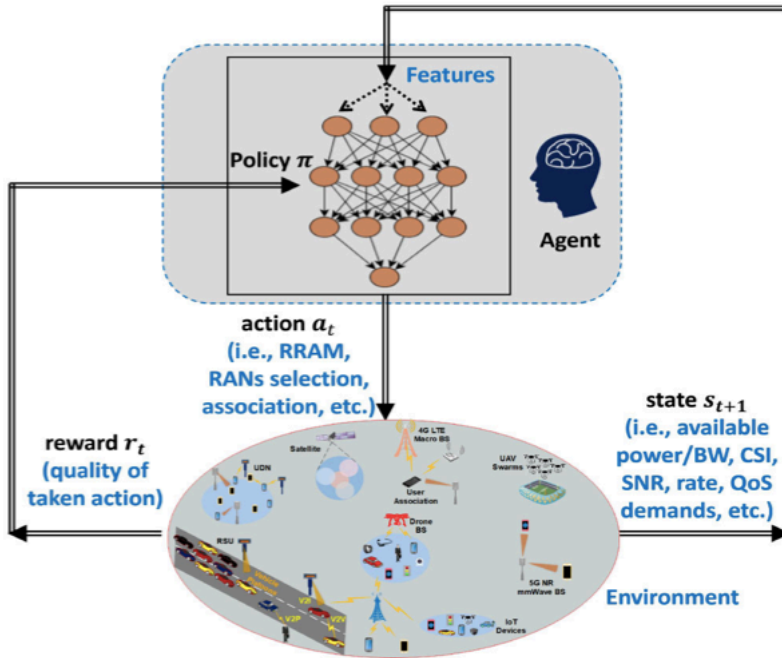 Features
Policy π
Agent
action a_t
(i.e., RRAM,
RANs selection,
association, etc.)
reward r_t
(quality of
taken action)
state s_{t+1}
(i.e., available
power/BW, CSI,
SNR, rate, QoS
demands, etc.)
4G LTE
Macro BS
Satellite
UDN
User
Association
UAV
Swarms
Drone
BS
RSU
V2I
V2P
V2V
5G NR
mmWave BS
IoT
Devices
Environment